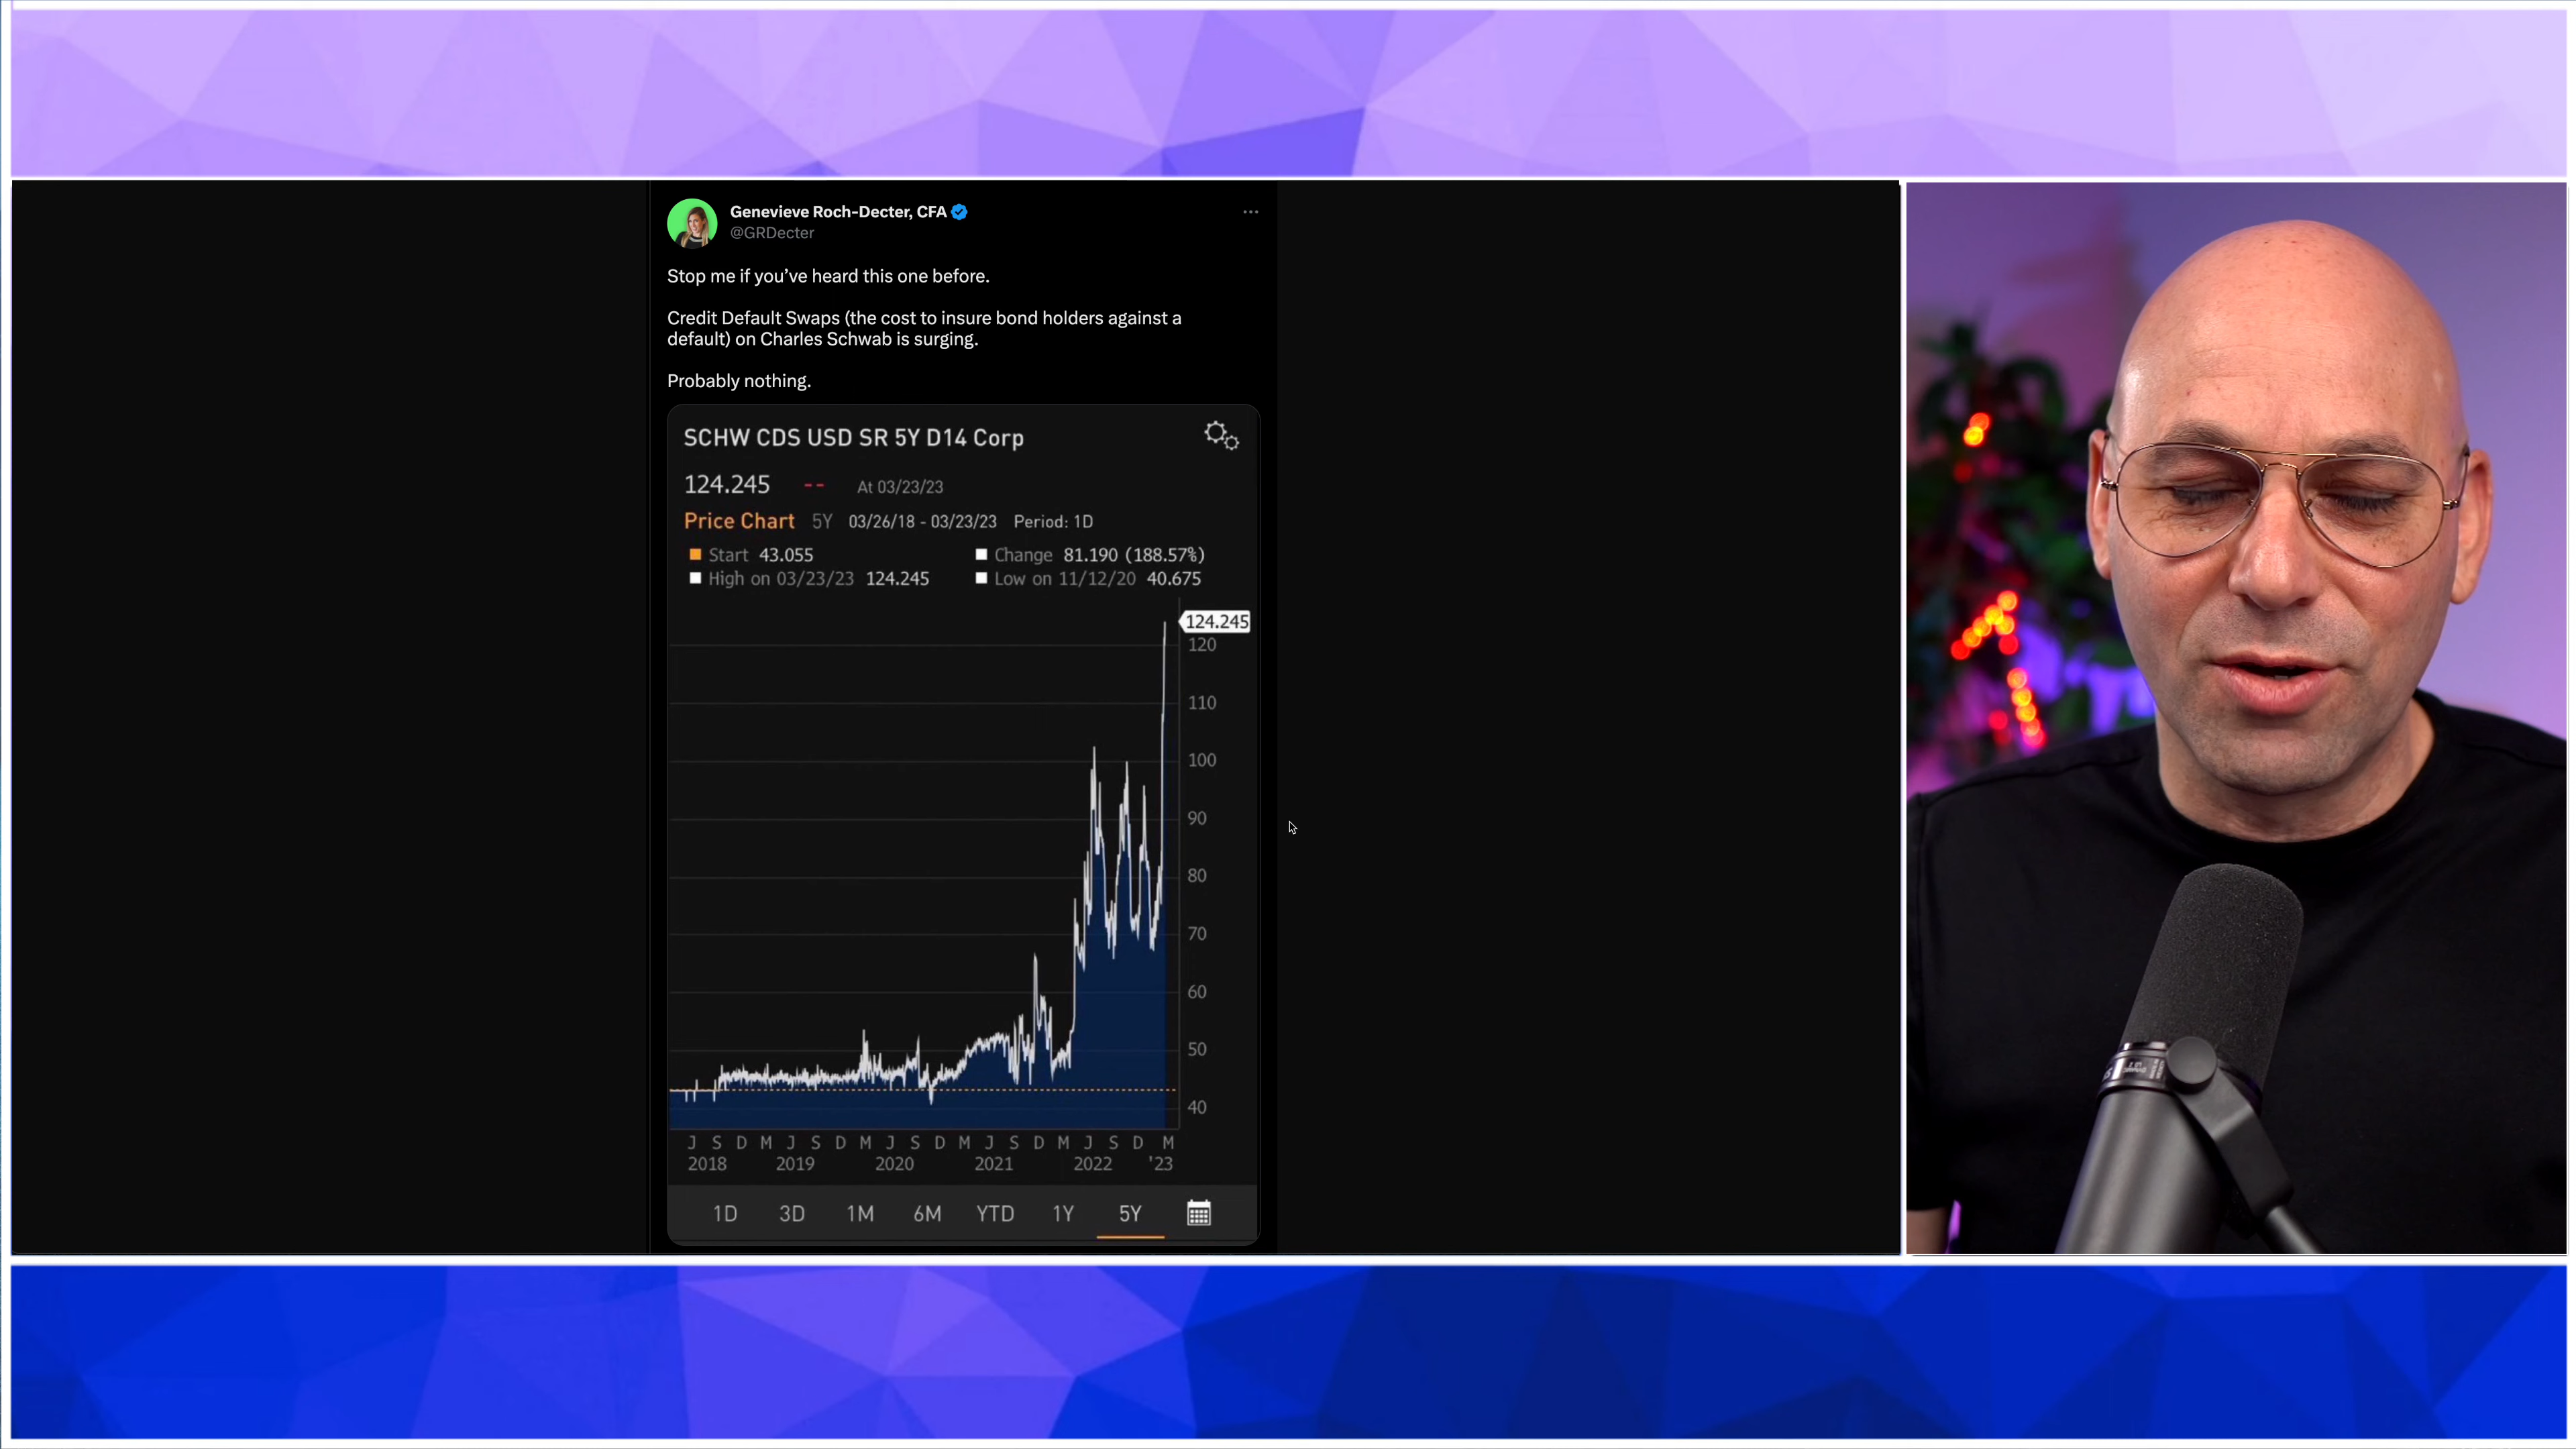 Genevieve Roch-Decter, CFA
@GRDecter
Stop me if you’ve heard this one before.
Credit Default Swaps (the cost to insure bond holders against a
default) on Charles Schwab is surging.
Probably nothing.
SCHW CDS USD SR 5Y D14 Corp
124.245 -- At 03/23/23
Price Chart 5Y 03/26/18 - 03/23/23 Period: 1D
Start 43.055 Change 81.190 (188.57%)
High on 03/23/23 124.245 Low on 11/12/20 40.675
124.245
120
110
100
90
80
70
60
50
40
J S D M J S D M J S D M J S D M J S D M
2018 2019 2020 2021 2022 '23
1D 3D 1M 6M YTD 1Y 5Y